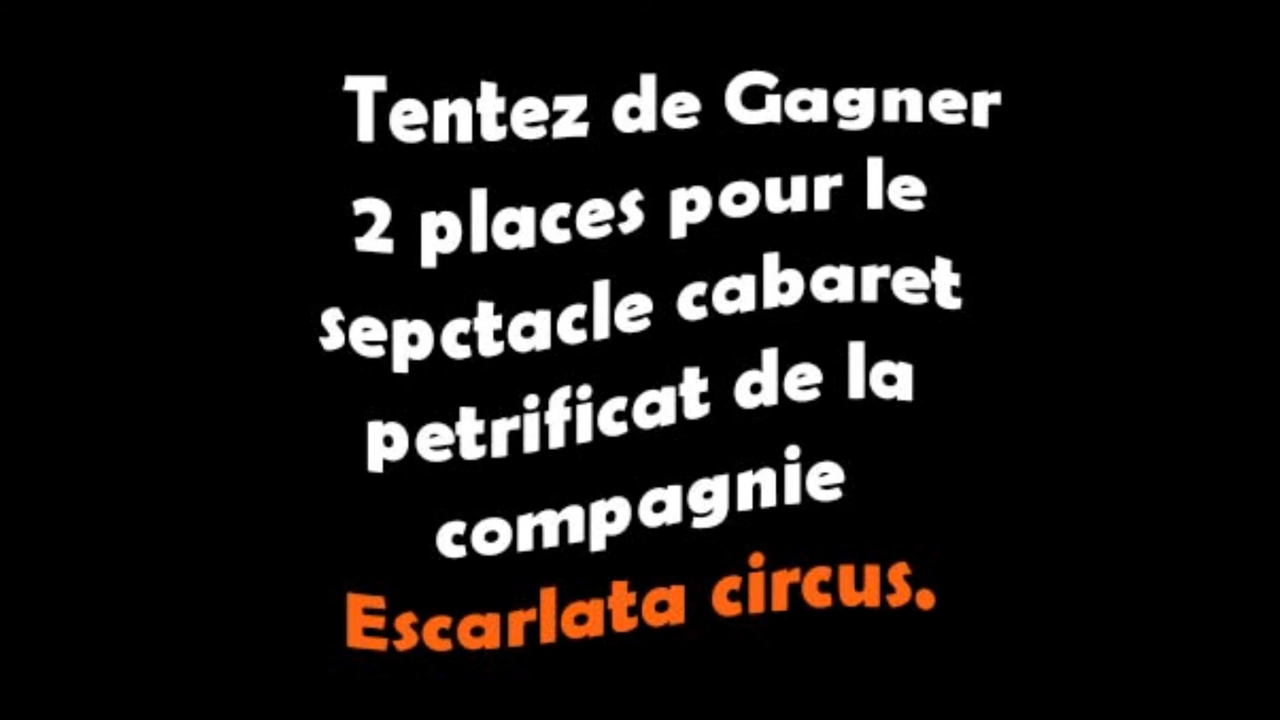 Tentez de Gagner
2 places pour le
sepctacle cabaret
petrificat de la
compagnie
Escarlata circus.